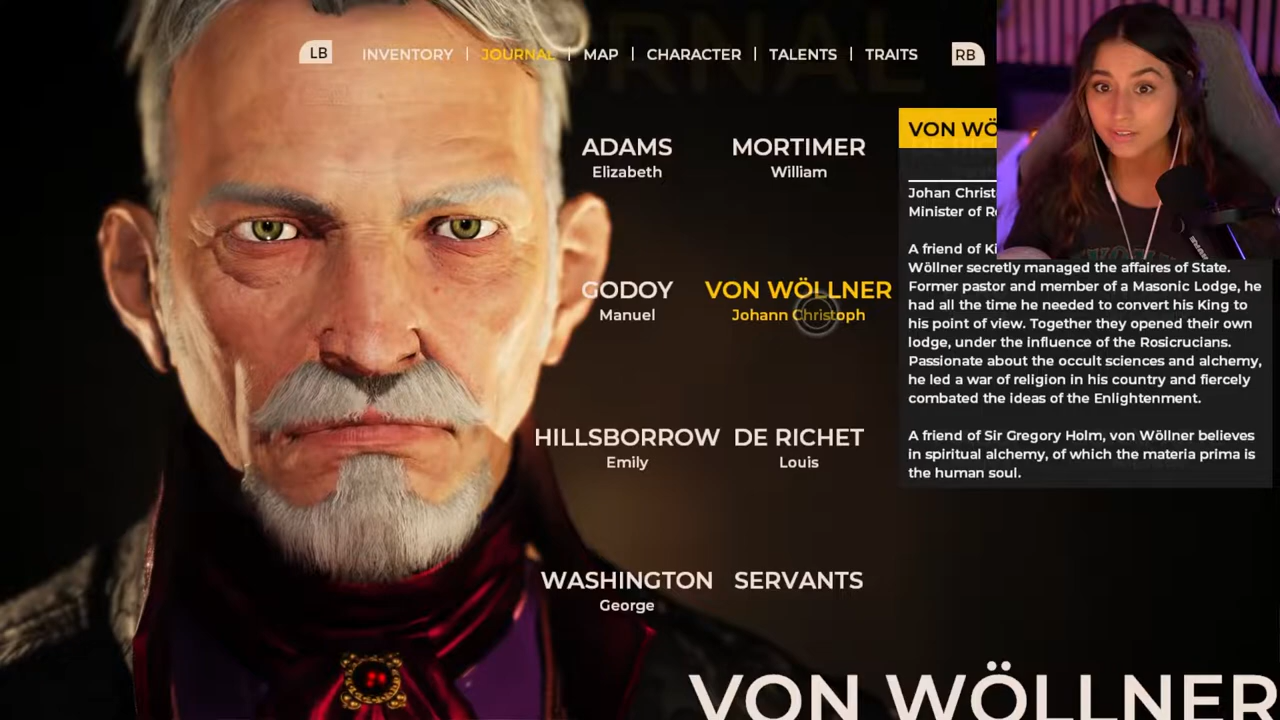 LB INVENTORY | JOURNAL | MAP | CHARACTER | TALENTS | TRAITS RB
ADAMS
Elizabeth
MORTIMER
William
GODOY
Manuel
VON WÖLLNER
Johann Christoph
HILLSBORROW
Emily
DE RICHET
Louis
WASHINGTON
George
SERVANTS
VON WÖ
Johan Christ
Minister of
A friend of
Wöllner secretly managed the affaires of State.
Former pastor and member of a Masonic Lodge, he
had all the time he needed to convert his King to
his point of view. Together they opened their own
lodge, under the influence of the Rosicrucians.
Passionate about the occult sciences and alchemy,
he led a war of religion in his country and fiercely
combated the ideas of the Enlightenment.
A friend of Sir Gregory Holm, von Wöllner believes
in spiritual alchemy, of which the materia prima is
the human soul.
VON WÖLLNER